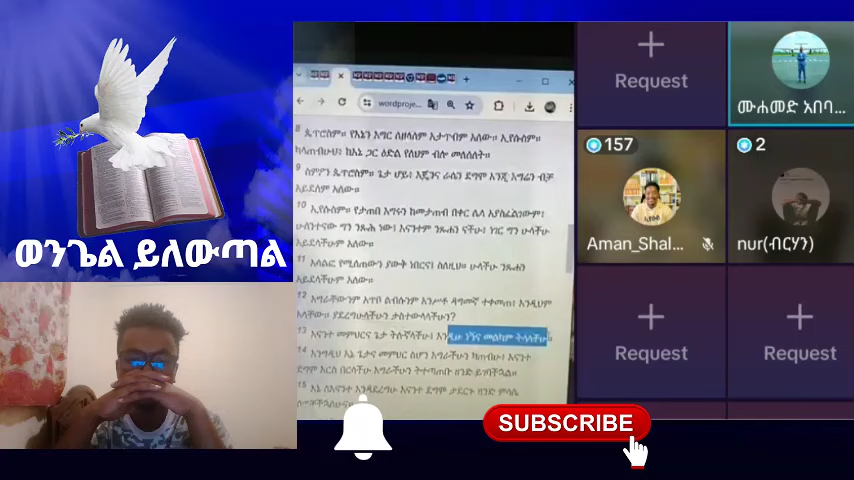 ወንጌል ይለውጣል
wordproje...
8 ጴጥሮስም። የእኔን እግር ለዘላለም አታጥብም አለው። ኢየሱስም።
ካላጠብሁህ፥ ከእኔ ጋር ዕድል የለህም ብሎ መለሰለት።
9 ስምዖን ጴጥሮስም። ጌታ ሆይ፥ እጄንና ራሴን ደግሞ እንጂ እግሬን ብቻ
አይደለም አለው።
10 ኢየሱስም። የታጠበ እግሩን ከመታጠብ በቀር ሌላ አያስፈልገውም፥
ሁለንተናው ግን ንጹሕ ነው፤ እናንተም ንጹሐን ናችሁ፥ ነገር ግን ሁላችሁ
አይደላችሁም አለው።
11 አሳልፎ የሚሰጠውን ያውቅ ነበርና፤ ስለዚህ። ሁላችሁ ንጹሐን
አይደላችሁም አለው።
12 እግራቸውንም አጥቦ ልብሱንም አንሥቶ ዳግመኛ ተቀመጠ፥ እንዲህም
አላቸው። ያደረግሁላችሁን ታስተውላላችሁን?
13 እናንተ መምህርና ጌታ ትሉኛላችሁ፤ እንዲሁ ነኝና መልካም ትላላችሁ።
14 እንግዲህ እኔ ጌታና መምህር ስሆን እግራችሁን ካጠብሁ፥ እናንተ
ደግሞ እርስ በርሳችሁ እግራችሁን ትተጣጠቡ ዘንድ ይገባችኋል።
15 እኔ ለእናንተ እንዳደረግሁ እናንተ ደግሞ ታደርጉ ዘንድ ምሳሌ
ሰጥቻችኋለሁና።
Request
ሙሐመድ አበባ...
157
Aman_Shal...
2
nur(ብርሃን)
Request
Request
SUBSCRIBE